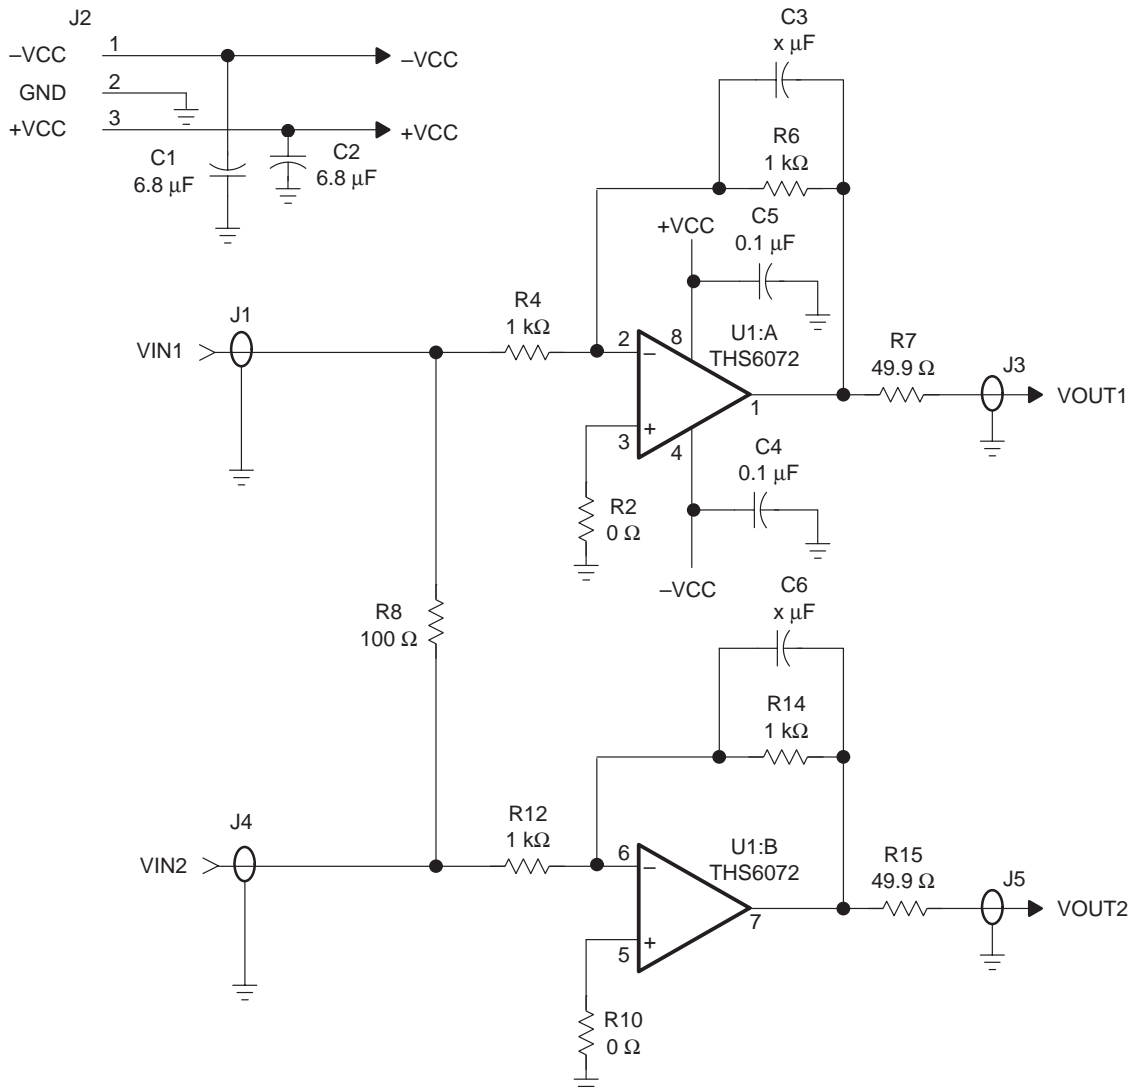 J2
–VCC 1 –VCC
GND 2
+VCC 3 +VCC
C1
6.8 µF
C2
6.8 µF
C3
x µF
R6
1 kΩ
+VCC
C5
0.1 µF
VIN1
J1
R4
1 kΩ
2
–
8
U1:A
THS6072
3
+
4
1
R7
49.9 Ω
J3
VOUT1
C4
0.1 µF
R2
0 Ω
–VCC
R8
100 Ω
C6
x µF
R14
1 kΩ
VIN2
J4
R12
1 kΩ
6
–
U1:B
THS6072
5
+
7
R15
49.9 Ω
J5
VOUT2
R10
0 Ω